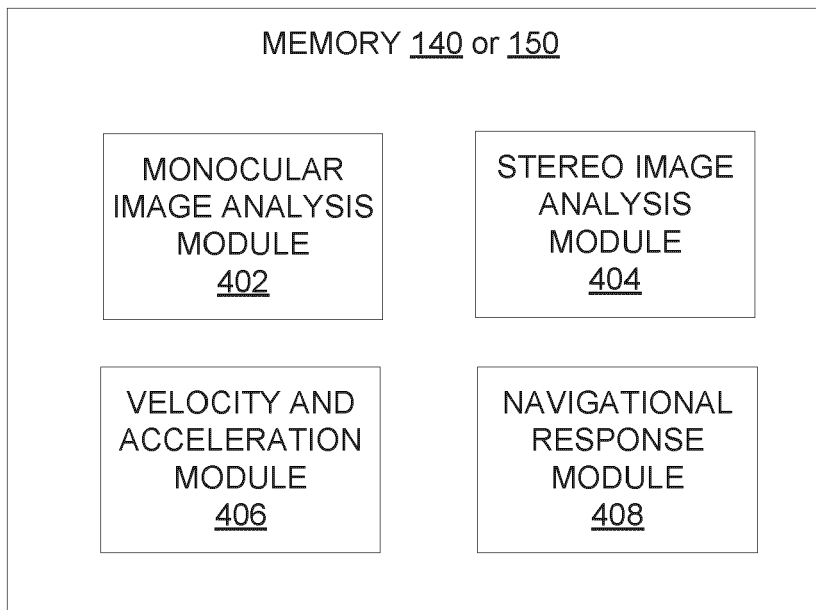 MEMORY 140 or 150
MONOCULAR
IMAGE ANALYSIS
MODULE
402
STEREO IMAGE
ANALYSIS
MODULE
404
VELOCITY AND
ACCELERATION
MODULE
406
NAVIGATIONAL
RESPONSE
MODULE
408